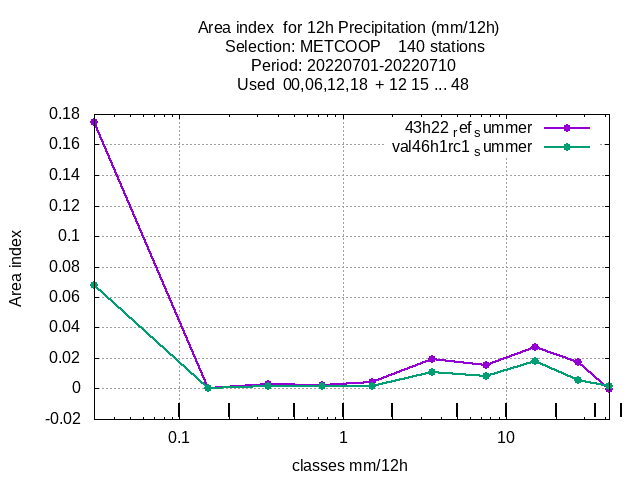 Area index  for 12h Precipitation (mm/12h)
Selection: METCOOP    140 stations
Period: 20220701-20220710
Used  00,06,12,18  + 12 15 ... 48
43h22 ref summer
val46h1rc1 summer
0.18
0.16
0.14
0.12
0.1
0.08
0.06
0.04
0.02
0
-0.02
Area index
0.1 1 10
classes mm/12h